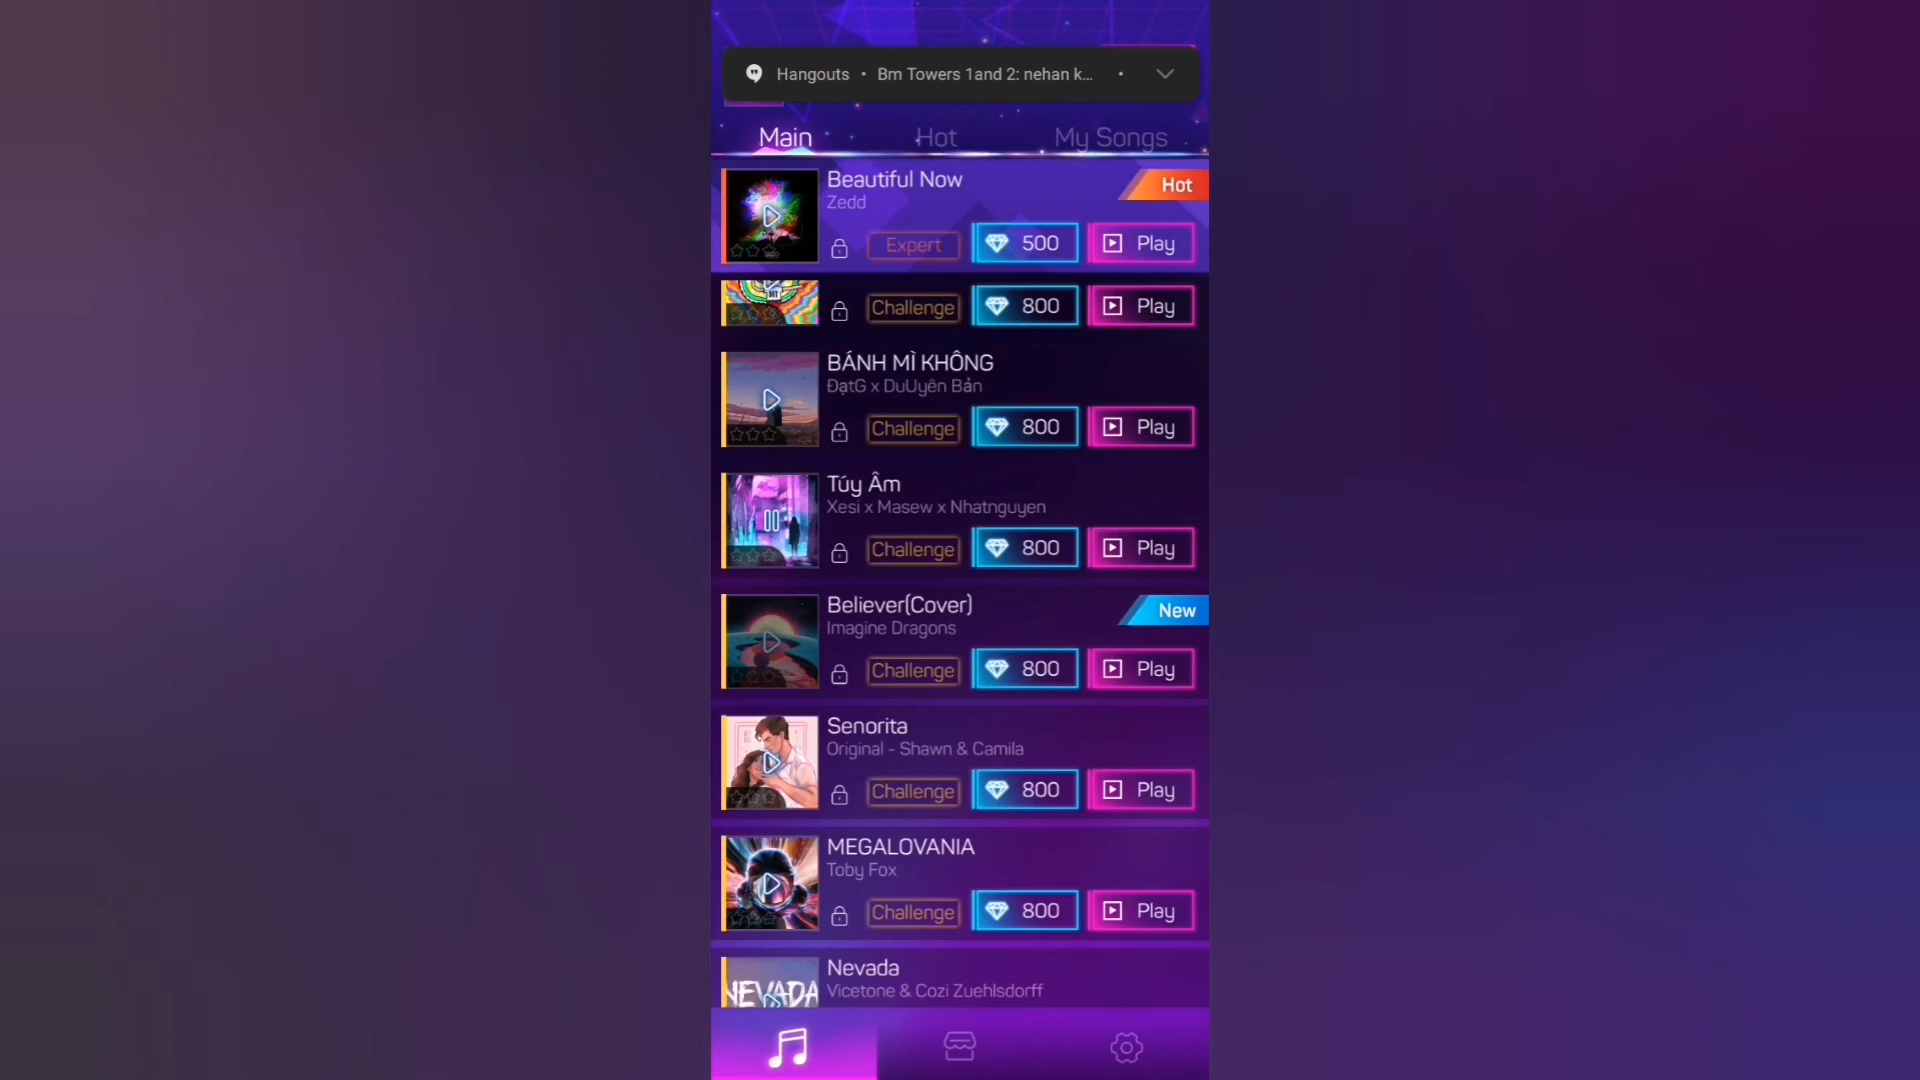 Hangouts • Bm Towers 1and 2: nehan k... •
Main Hot My Songs
Beautiful Now
Hot
Zedd
Expert 500 Play
Challenge 800 Play
BÁNH MÌ KHÔNG
ĐạtG x DuUyên Bản
Challenge 800 Play
Túy Âm
Xesi x Masew x Nhatnguyen
Challenge 800 Play
Believer(Cover)
New
Imagine Dragons
Challenge 800 Play
Senorita
Original - Shawn & Camila
Challenge 800 Play
MEGALOVANIA
Toby Fox
Challenge 800 Play
Nevada
Vicetone & Cozi Zuehlsdorff
NEVADA